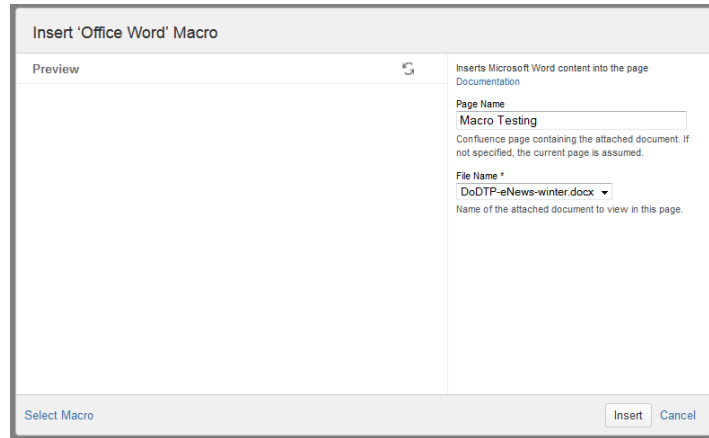 Insert ‘Office Word’ Macro
Preview
Inserts Microsoft Word content into the page
Documentation
Page Name
Macro Testing
Confluence page containing the attached document. If
not specified, the current page is assumed.
File Name *
DoDTP-eNews-winter.docx
Name of the attached document to view in this page.
Select Macro
Insert Cancel